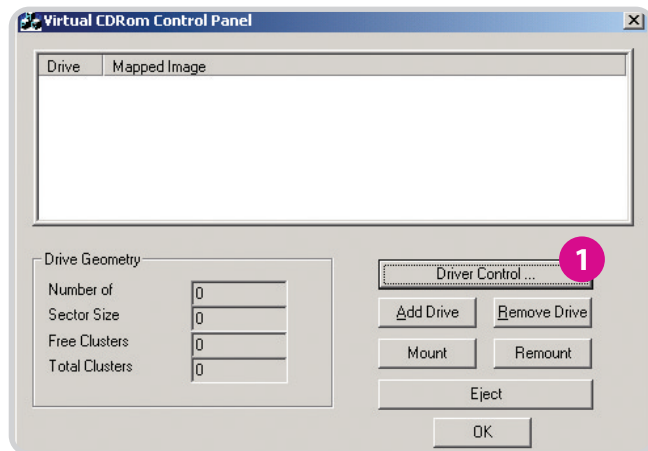 Virtual CDRom Control Panel
Drive Mapped Image
Drive Geometry
Number of 0
Sector Size 0
Free Clusters 0
Total Clusters 0
1
Driver Control ...
Add Drive Remove Drive
Mount Remount
Eject
OK